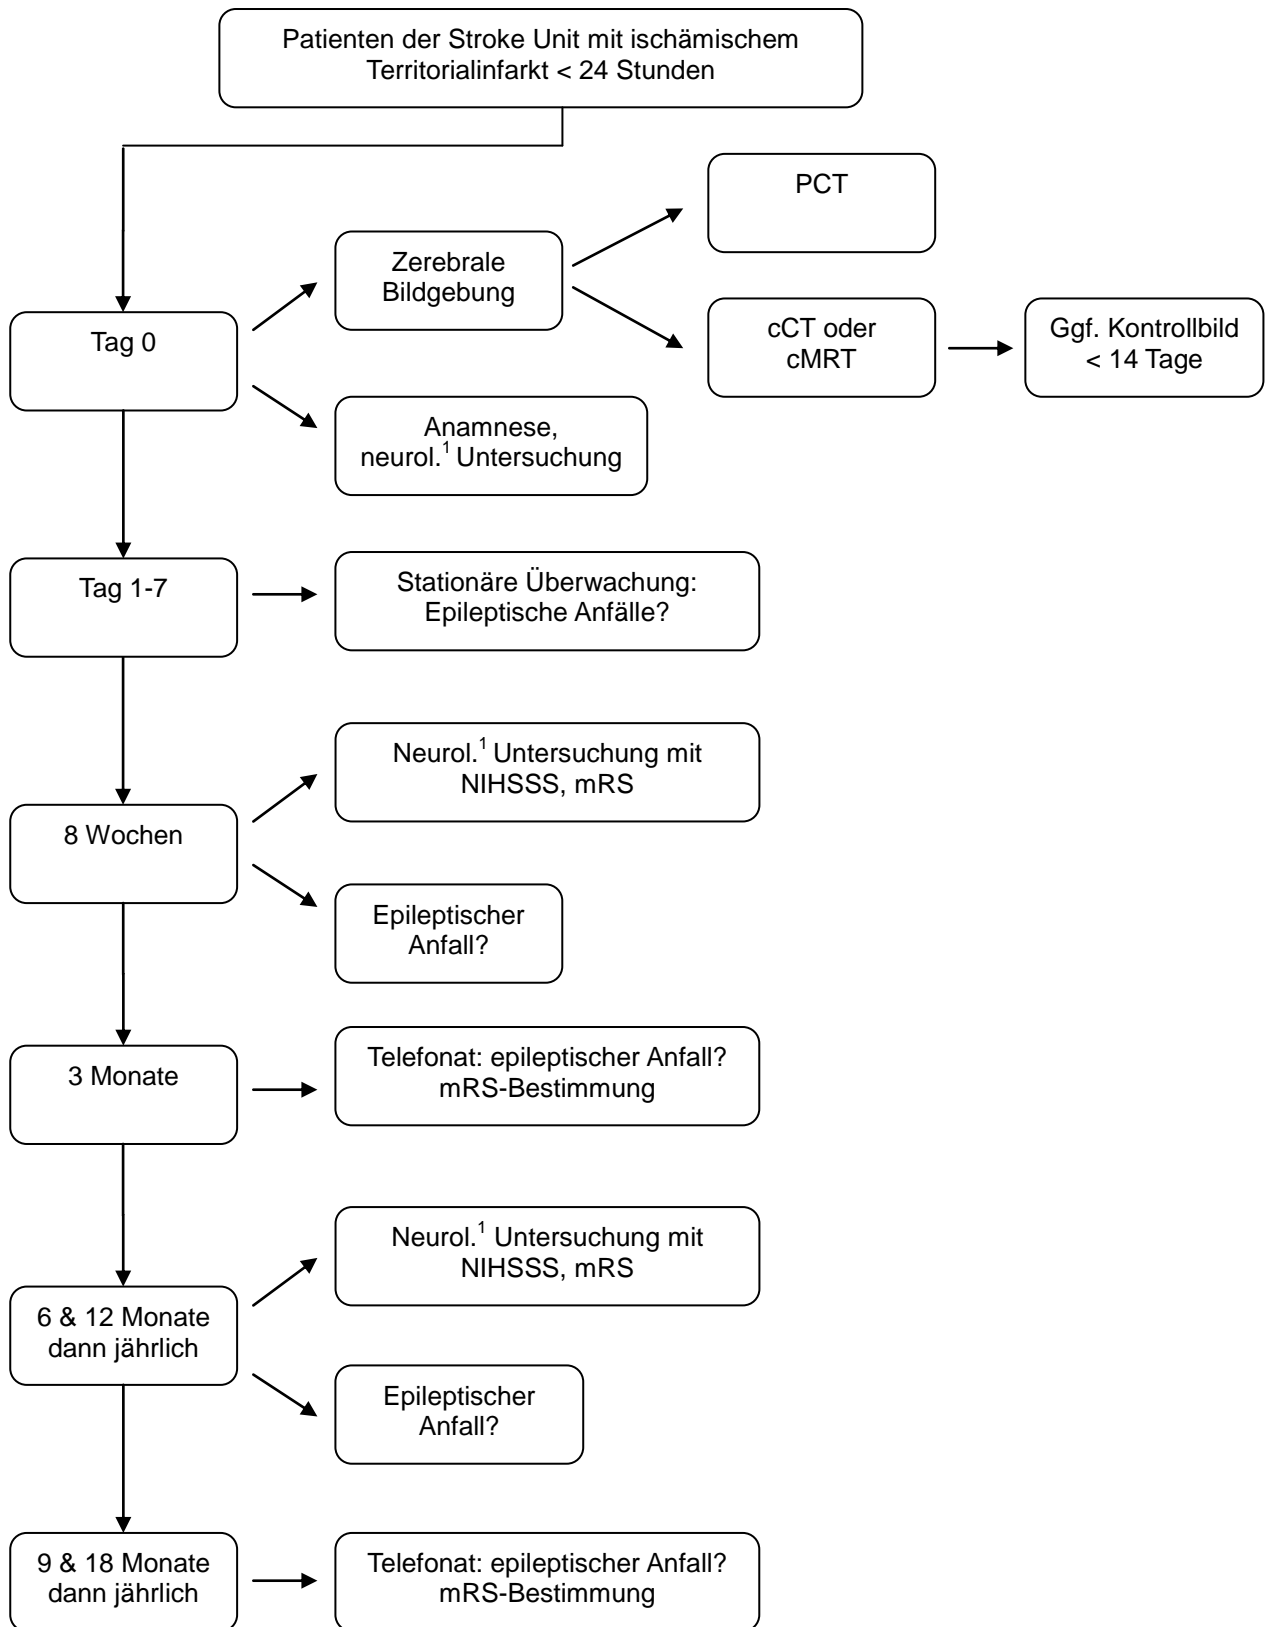 Patienten der Stroke Unit mit ischämischem
Territorialinfarkt < 24 Stunden
PCT
Zerebrale
Bildgebung
Tag 0
cCT oder
cMRT
Ggf. Kontrollbild
< 14 Tage
Anamnese,
neurol.¹ Untersuchung
Tag 1-7
Stationäre Überwachung:
Epileptische Anfälle?
Neurol.¹ Untersuchung mit
NIHSSS, mRS
8 Wochen
Epileptischer
Anfall?
3 Monate
Telefonat: epileptischer Anfall?
mRS-Bestimmung
Neurol.¹ Untersuchung mit
NIHSSS, mRS
6 & 12 Monate
dann jährlich
Epileptischer
Anfall?
9 & 18 Monate
dann jährlich
Telefonat: epileptischer Anfall?
mRS-Bestimmung